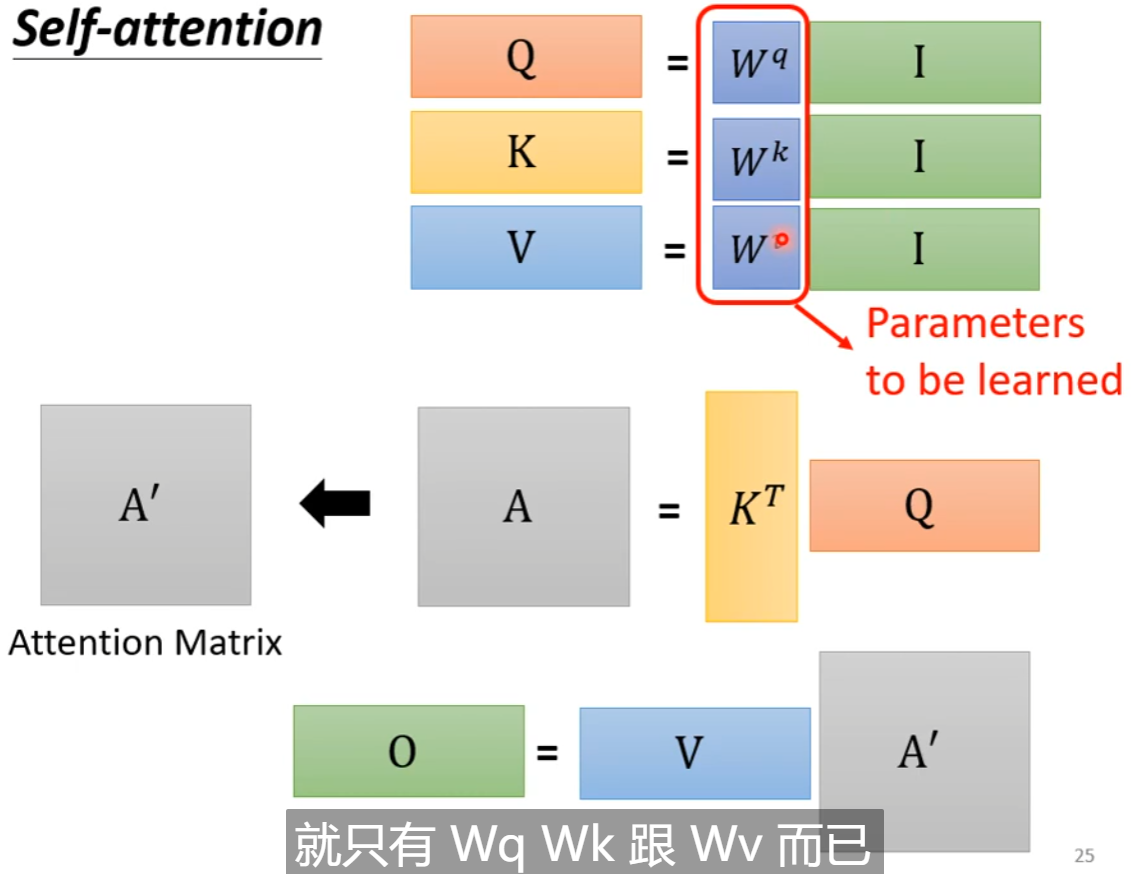 Self-attention
Q = W^q I
K = W^k I
V = W I
Parameters
to be learned
A′ A = K^T Q
Attention Matrix
O = V A′
就只有 Wq Wk 跟 Wv 而已
25